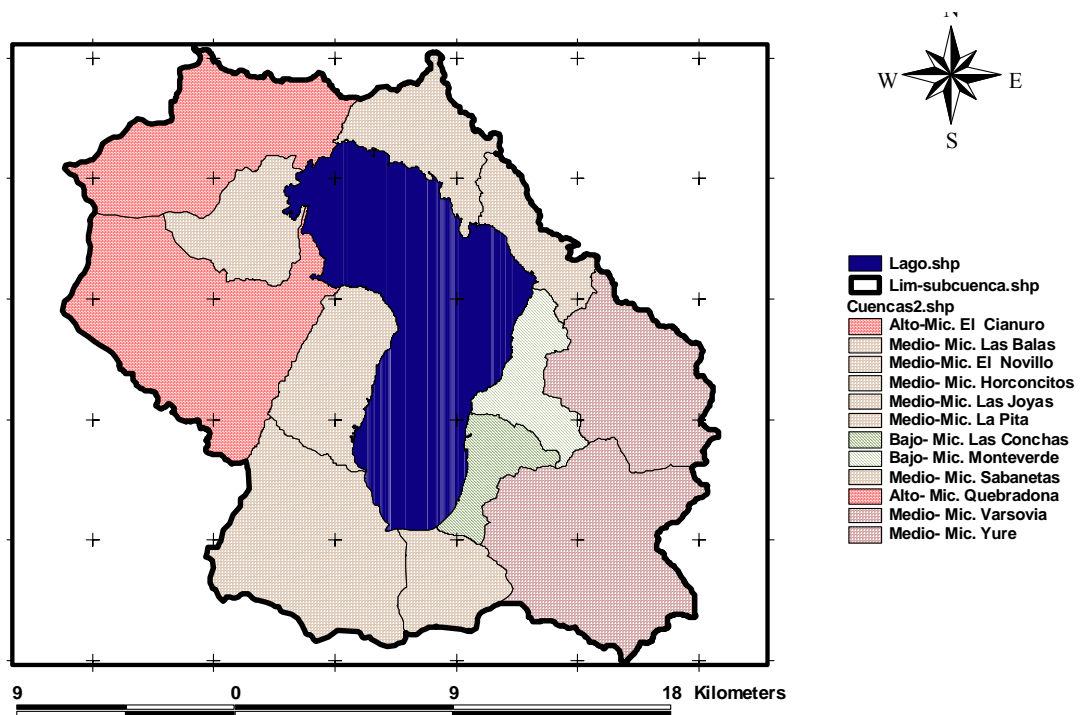 N
W
E
S
Lago.shp
Lim-subcuenca.shp
Cuencas2.shp
Alto-Mic. El Cianuro
Medio- Mic. Las Balas
Medio-Mic. El Novillo
Medio-Mic. Horconcitos
Medio-Mic. Las Joyas
Medio-Mic. La Pita
Bajo- Mic. Las Conchas
Bajo- Mic. Monteverde
Medio-Mic. Sabanetas
Alto- Mic. Quebradona
Medio- Mic. Varsovia
Medio- Mic. Yure
9 0 9 18 Kilometers